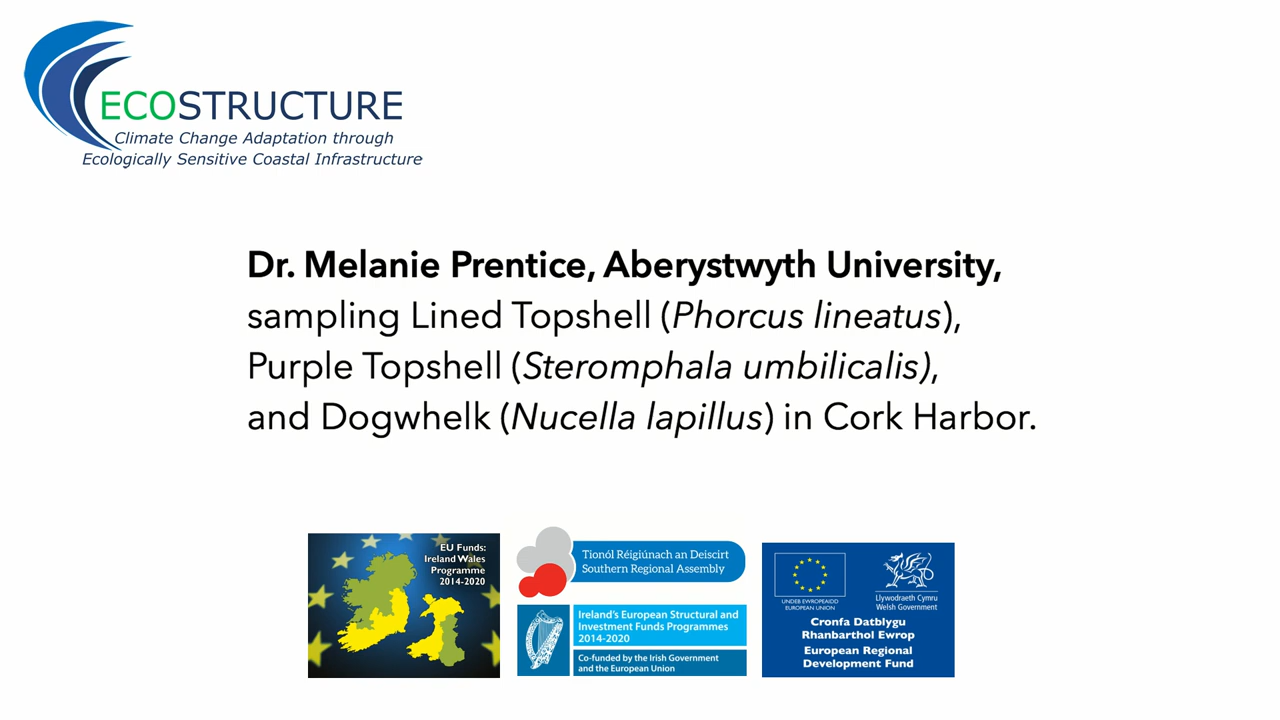 ECOSTRUCTURE
Climate Change Adaptation through
Ecologically Sensitive Coastal Infrastructure
Dr. Melanie Prentice, Aberystwyth University,
sampling Lined Topshell (Phorcus lineatus),
Purple Topshell (Steromphala umbilicalis),
and Dogwhelk (Nucella lapillus) in Cork Harbor.
EU Funds:
Ireland Wales
Programme
2014-2020
Tionól Réigiúnach an Deiscirt
Southern Regional Assembly
Ireland's European Structural and
Investment Funds Programmes
2014-2020
Co-funded by the Irish Government
and the European Union
UNDEB EWROPEAIDD
EUROPEAN UNION
Llywodraeth Cymru
Welsh Government
Cronfa Datblygu
Rhanbarthol Ewrop
European Regional
Development Fund